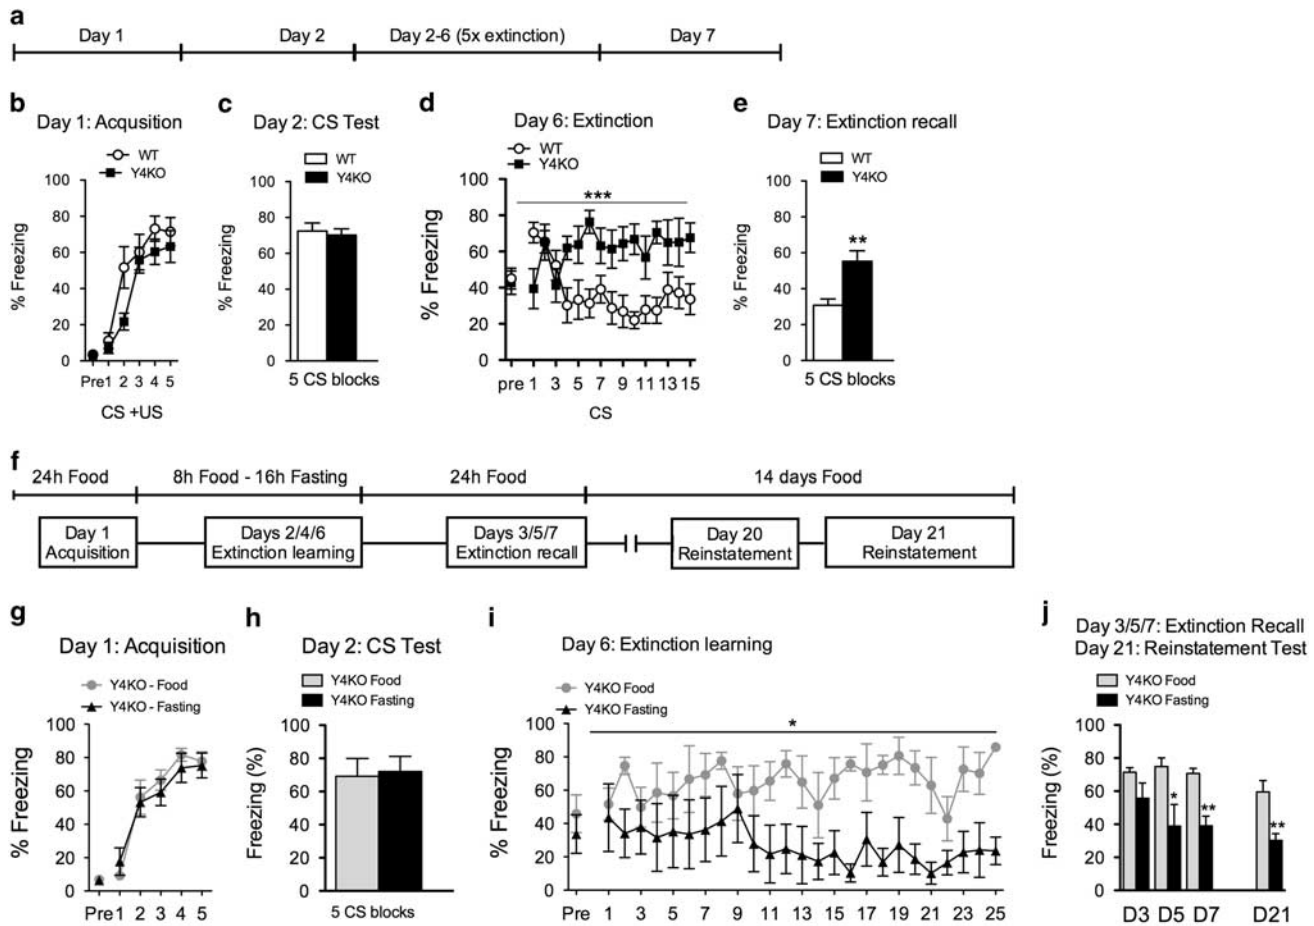 a
Day 1 Day 2 Day 2-6 (5x extinction) Day 7
b
Day 1: Acqusition
WT
Y4KO
% Freezing
100
80
60
40
20
0
Pre 1 2 3 4 5
CS +US
c
Day 2: CS Test
WT
Y4KO
% Freezing
100
80
60
40
20
0
5 CS blocks
d
Day 6: Extinction
WT
Y4KO
% Freezing
100
80
60
40
20
0
***
pre 1 3 5 7 9 11 13 15
CS
e
Day 7: Extinction recall
WT
Y4KO
% Freezing
100
80
60
40
20
0
**
5 CS blocks
f
24h Food 8h Food - 16h Fasting 24h Food 14 days Food
Day 1
Acquisition
Days 2/4/6
Extinction learning
Days 3/5/7
Extinction recall
Day 20
Reinstatement
Day 21
Reinstatement
g
Day 1: Acquisition
Y4KO - Food
Y4KO - Fasting
% Freezing
100
80
60
40
20
0
Pre 1 2 3 4 5
h
Day 2: CS Test
Y4KO Food
Y4KO Fasting
Freezing (%)
100
80
60
40
20
0
5 CS blocks
i
Day 6: Extinction learning
Y4KO Food
Y4KO Fasting
% Freezing
100
80
60
40
20
0
*
Pre 1 3 5 7 9 11 13 15 17 19 21 23 25
j
Day 3/5/7: Extinction Recall
Day 21: Reinstatement Test
Y4KO Food
Y4KO Fasting
Freezing (%)
100
80
60
40
20
0
* ** **
D3 D5 D7 D21